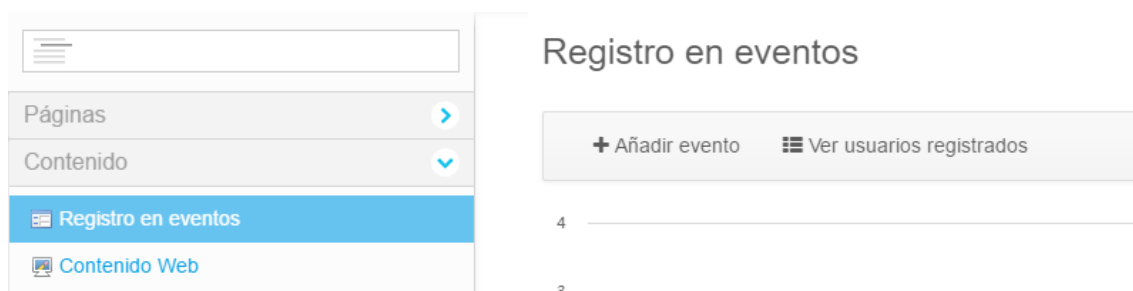 Páginas
Contenido
Registro en eventos
Contenido Web
Registro en eventos
Añadir evento Ver usuarios registrados
4